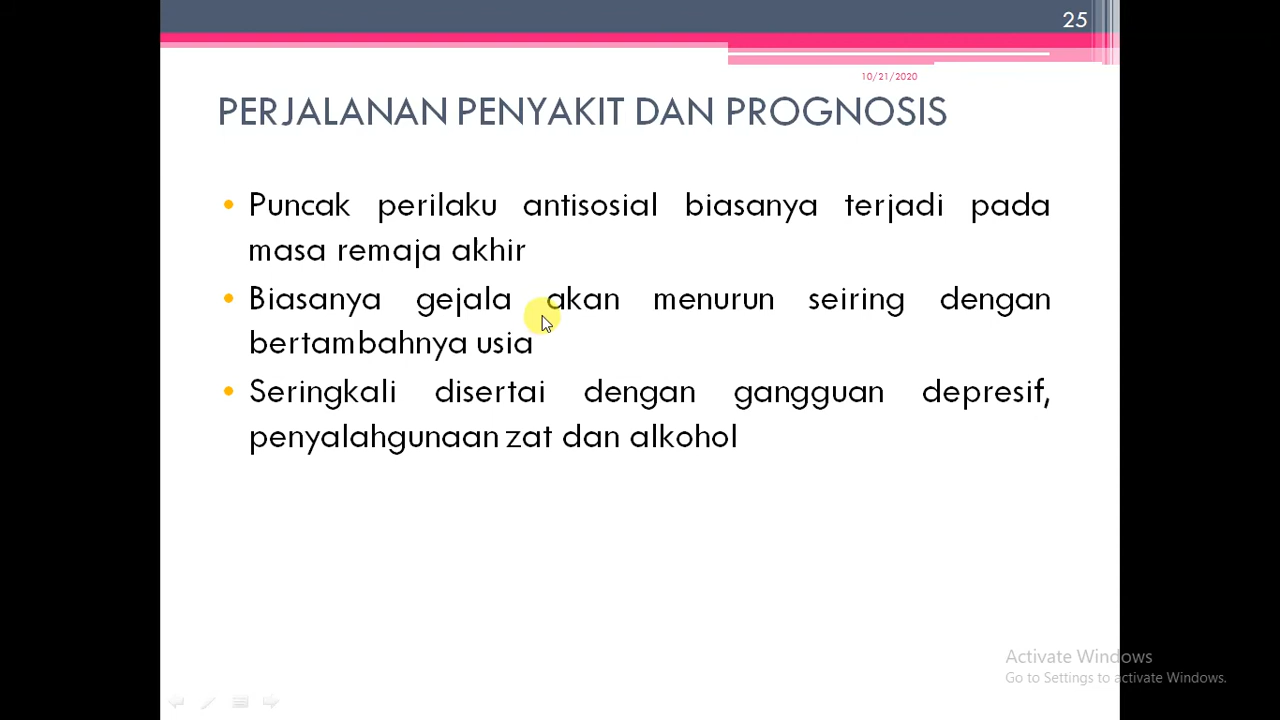 25
10/21/2020
PERJALANAN PENYAKIT DAN PROGNOSIS
• Puncak perilaku antisosial biasanya terjadi pada
masa remaja akhir
• Biasanya gejala akan menurun seiring dengan
bertambahnya usia
• Seringkali disertai dengan gangguan depresif,
penyalahgunaan zat dan alkohol
Activate Windows
Go to Settings to activate Windows.